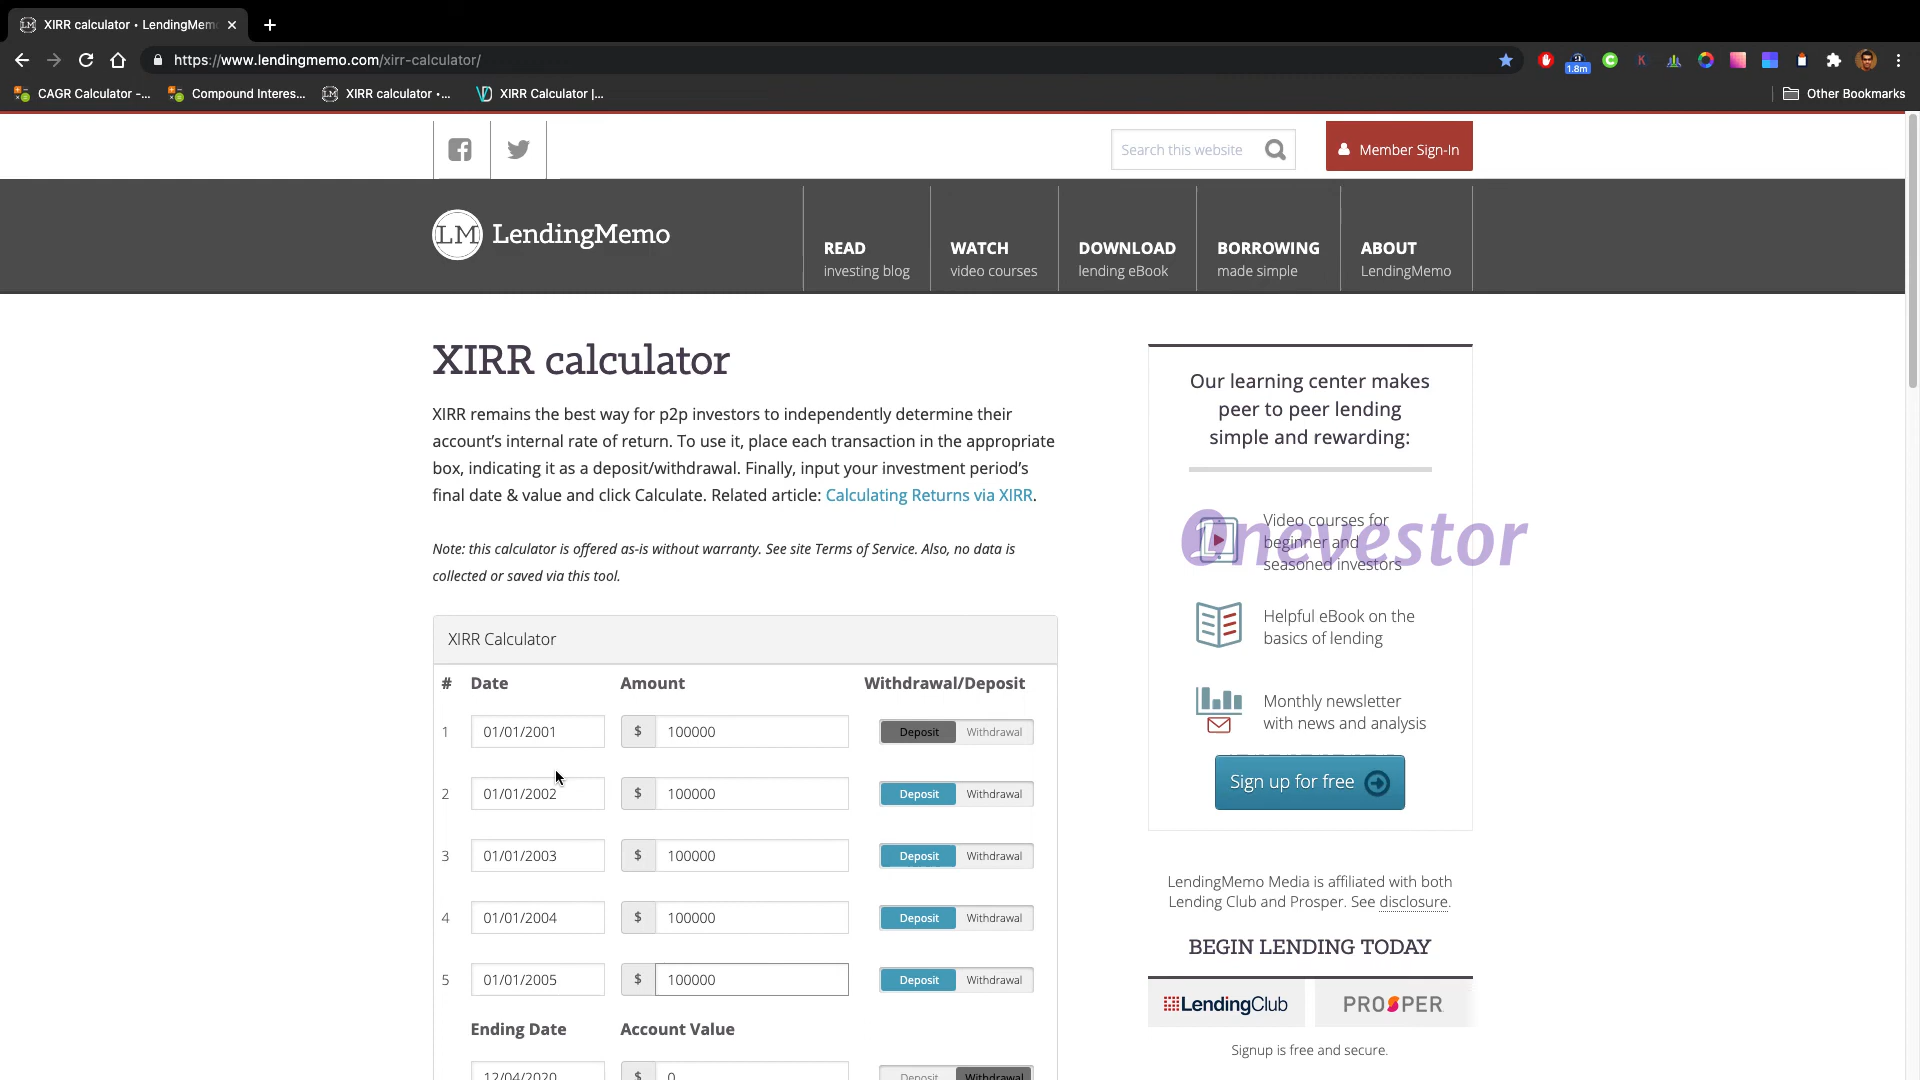 XIRR calculator • LendingMem
https://www.lendingmemo.com/xirr-calculator/
1.8m
CAGR Calculator -...
Compound Interes...
XIRR calculator •...
XIRR Calculator |...
Other Bookmarks
Search this website
Member Sign-In
LM LendingMemo
READ
investing blog
WATCH
video courses
DOWNLOAD
lending eBook
BORROWING
made simple
ABOUT
LendingMemo
XIRR calculator
XIRR remains the best way for p2p investors to independently determine their
account's internal rate of return. To use it, place each transaction in the appropriate
box, indicating it as a deposit/withdrawal. Finally, input your investment period's
final date & value and click Calculate. Related article: Calculating Returns via XIRR.
Note: this calculator is offered as-is without warranty. See site Terms of Service. Also, no data is
collected or saved via this tool.
XIRR Calculator
# Date Amount Withdrawal/Deposit
1 01/01/2001 $ 100000 Deposit Withdrawal
2 01/01/2002 $ 100000 Deposit Withdrawal
3 01/01/2003 $ 100000 Deposit Withdrawal
4 01/01/2004 $ 100000 Deposit Withdrawal
5 01/01/2005 $ 100000 Deposit Withdrawal
Ending Date Account Value
12/04/2020 $ 0 Deposit Withdrawal
Our learning center makes
peer to peer lending
simple and rewarding:
Video courses for
beginner and
seasoned investors
Onevestor
Helpful eBook on the
basics of lending
Monthly newsletter
with news and analysis
Sign up for free
LendingMemo Media is affiliated with both
Lending Club and Prosper. See disclosure.
BEGIN LENDING TODAY
LendingClub
PROSPER
Signup is free and secure.